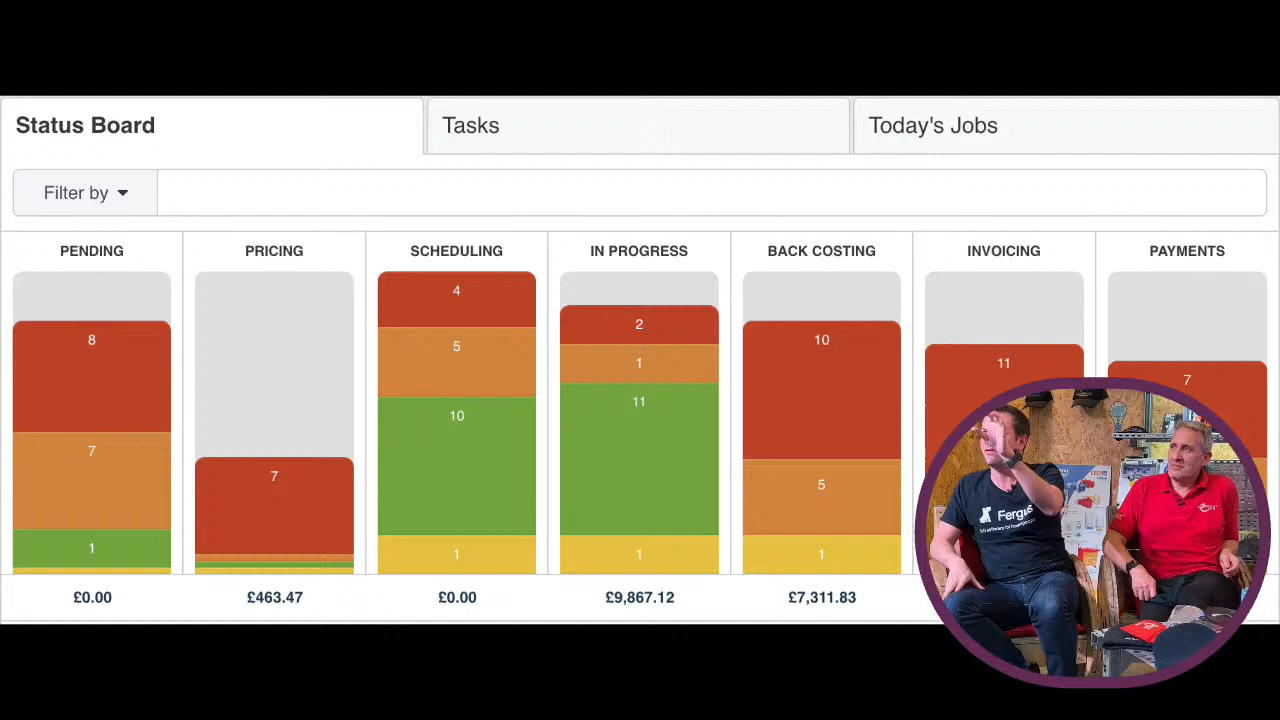 Status Board
Tasks
Today's Jobs
Filter by
PENDING
PRICING
SCHEDULING
IN PROGRESS
BACK COSTING
INVOICING
PAYMENTS
8
7
1
7
4
5
10
1
2
1
11
1
10
5
1
11
7
£0.00
£463.47
£0.00
£9,867.12
£7,311.83
Fergus